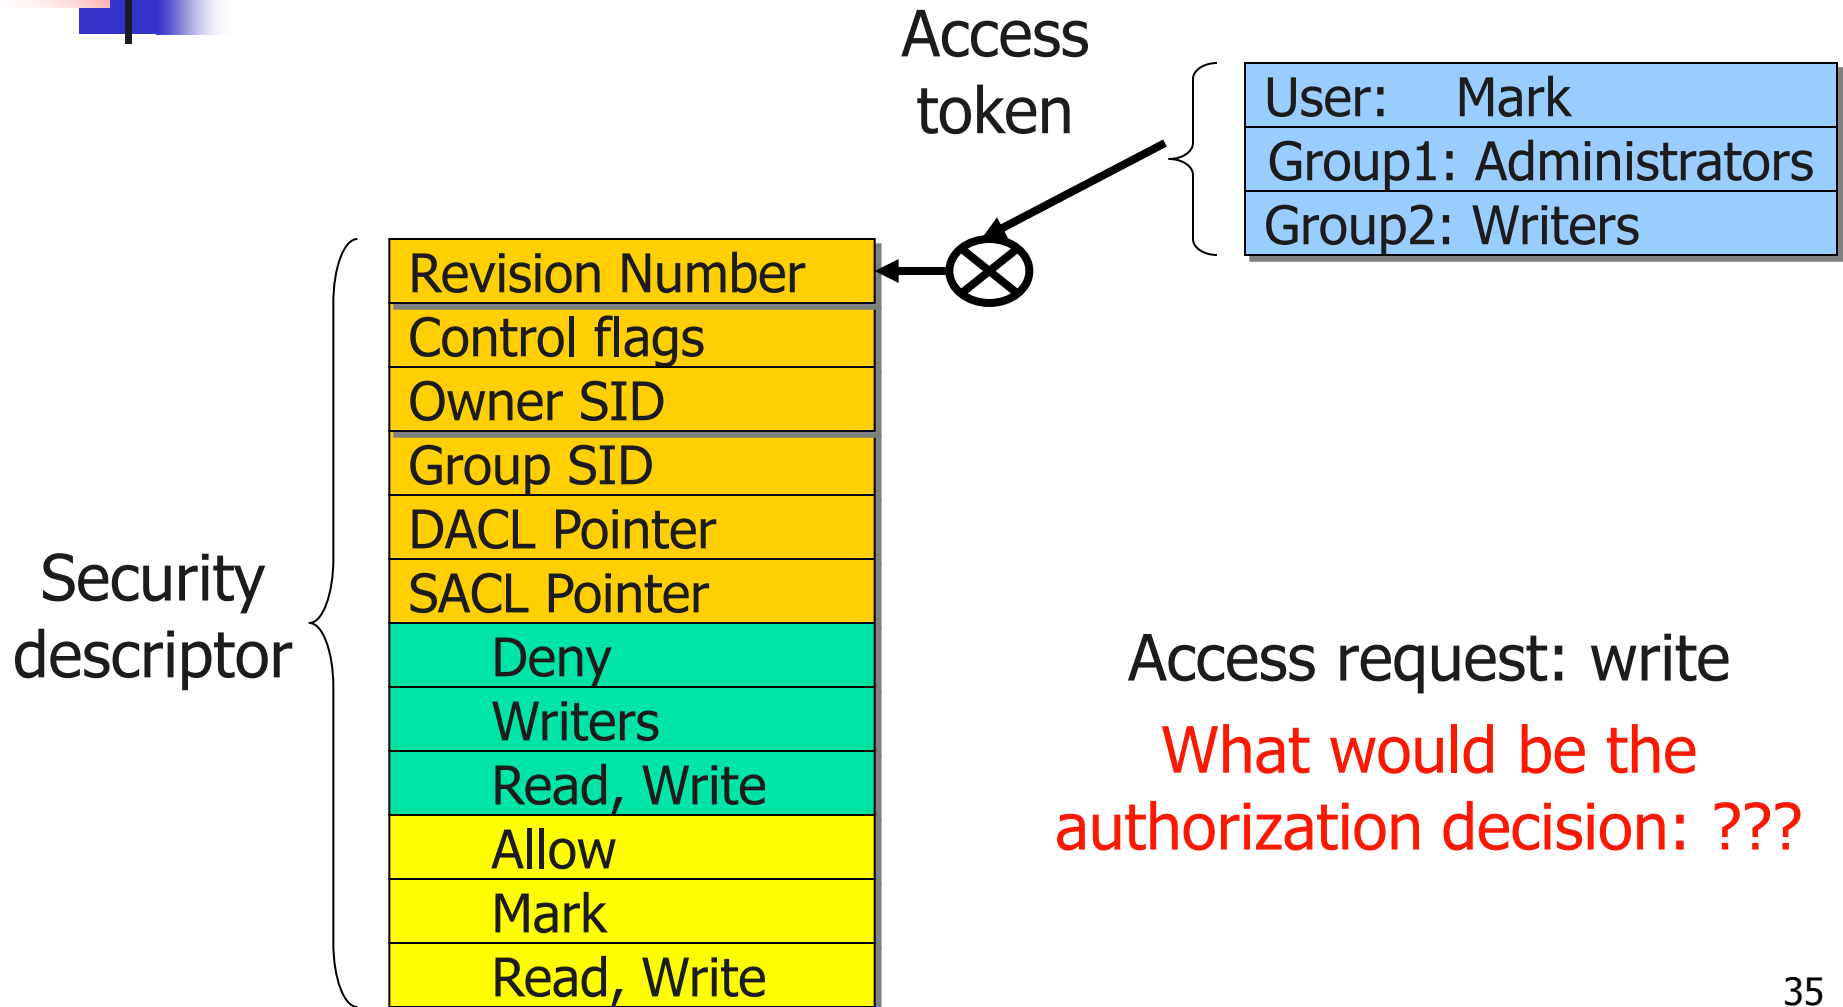 Access
token
User: Mark
Group1: Administrators
Group2: Writers
Revision Number
Control flags
Owner SID
Group SID
DACL Pointer
SACL Pointer
Deny
Writers
Read, Write
Allow
Mark
Read, Write
Security
descriptor
Access request: write
What would be the
authorization decision: ???
35